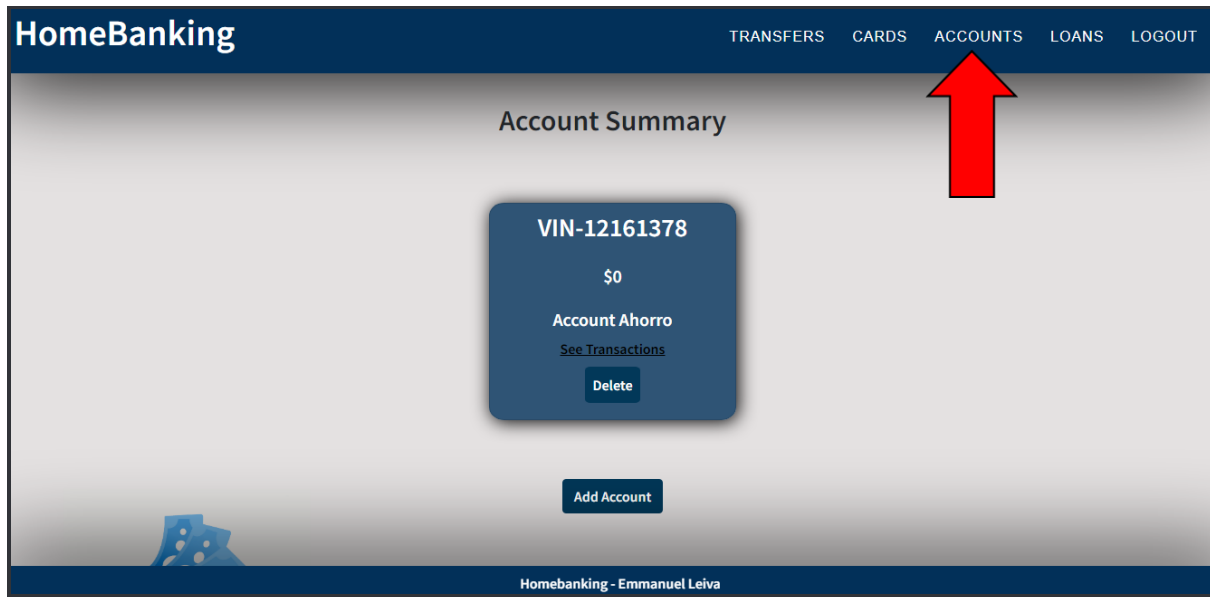 HomeBanking
TRANSFERS CARDS ACCOUNTS LOANS LOGOUT
Account Summary
VIN-12161378
$0
Account Ahorro
See Transactions
Delete
Add Account
Homebanking - Emmanuel Leiva